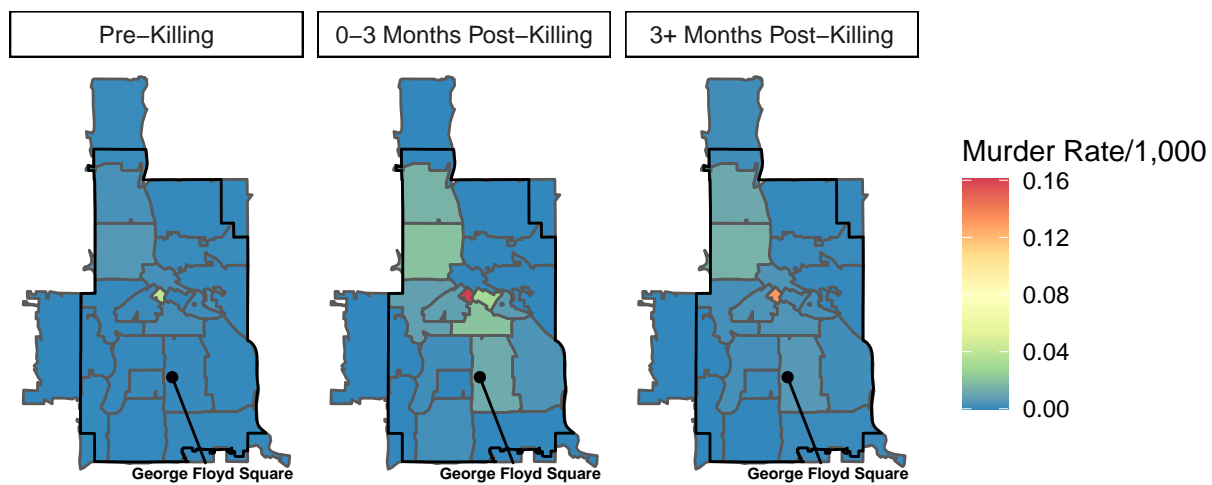 Pre−Killing
0−3 Months Post−Killing
3+ Months Post−Killing
Murder Rate/1,000
0.16
0.12
0.08
0.04
0.00
George Floyd Square
George Floyd Square
George Floyd Square